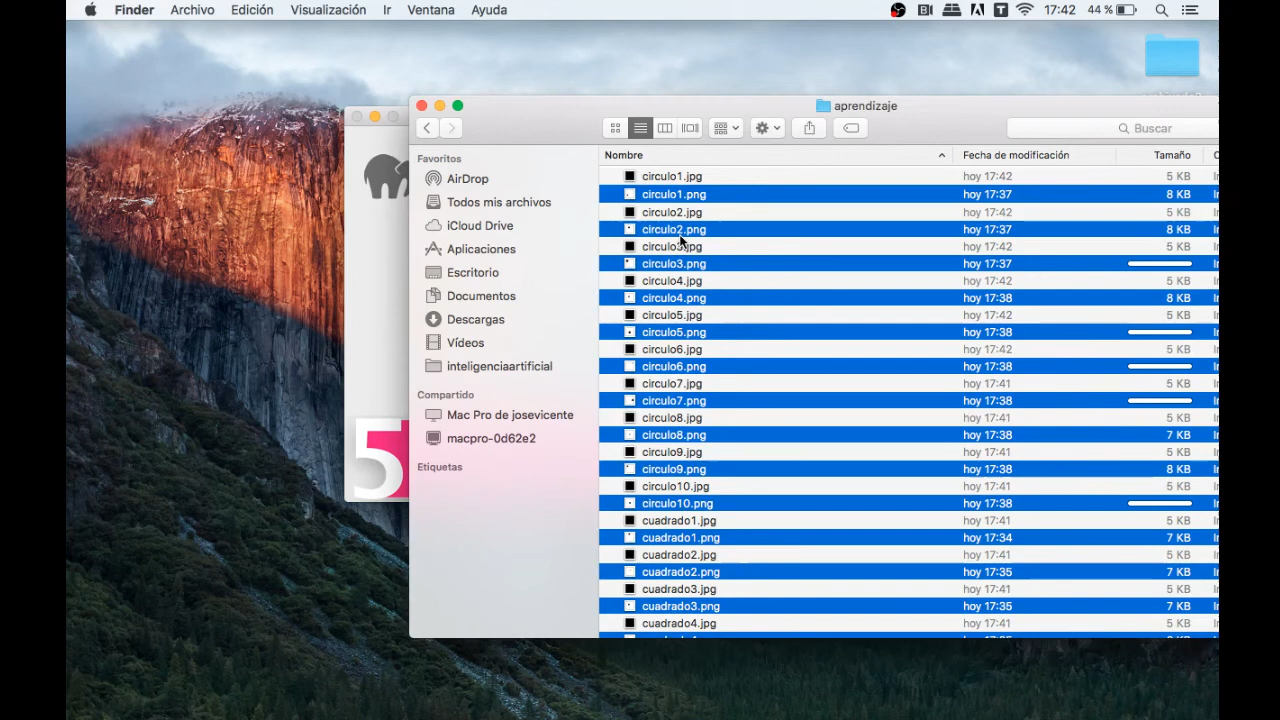 Finder Archivo Edición Visualización Ir Ventana Ayuda 17:42 44 %
aprendizaje
Buscar
Favoritos
AirDrop
Todos mis archivos
iCloud Drive
Aplicaciones
Escritorio
Documentos
Descargas
Vídeos
inteligenciaartificial
Compartido
Mac Pro de josevicente
macpro-0d62e2
Etiquetas
Nombre Fecha de modificación Tamaño
circulo1.jpg hoy 17:42 5 KB
circulo1.png hoy 17:37 8 KB
circulo2.jpg hoy 17:42 5 KB
circulo2.png hoy 17:37 8 KB
circulo3.jpg hoy 17:42 5 KB
circulo3.png hoy 17:37
circulo4.jpg hoy 17:42 5 KB
circulo4.png hoy 17:38 8 KB
circulo5.jpg hoy 17:42 5 KB
circulo5.png hoy 17:38
circulo6.jpg hoy 17:42 5 KB
circulo6.png hoy 17:38
circulo7.jpg hoy 17:41 5 KB
circulo7.png hoy 17:38
circulo8.jpg hoy 17:41 5 KB
circulo8.png hoy 17:38 7 KB
circulo9.jpg hoy 17:41 5 KB
circulo9.png hoy 17:38 8 KB
circulo10.jpg hoy 17:41 5 KB
circulo10.png hoy 17:38
cuadrado1.jpg hoy 17:41 5 KB
cuadrado1.png hoy 17:34 7 KB
cuadrado2.jpg hoy 17:41 5 KB
cuadrado2.png hoy 17:35 7 KB
cuadrado3.jpg hoy 17:41 5 KB
cuadrado3.png hoy 17:35 7 KB
cuadrado4.jpg hoy 17:41 5 KB
5